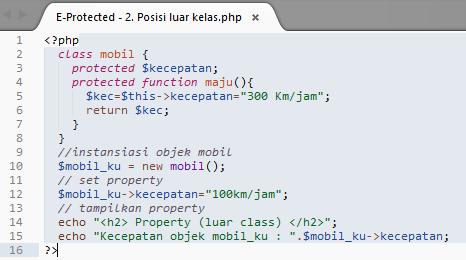 E-Protected - 2. Posisi luar kelas.php ×
1 <?php
2 class mobil {
3 protected $kecepatan;
4 protected function maju(){
5 $kec=$this->kecepatan="300 Km/jam";
6 return $kec;
7 }
8 }
9 //instansiasi objek mobil
10 $mobil_ku = new mobil();
11 // set property
12 $mobil_ku->kecepatan="100km/jam";
13 // tampilkan property
14 echo "<h2> Property (luar class) </h2>";
15 echo "Kecepatan objek mobil_ku : ".$mobil_ku->kecepatan;
16 ?>